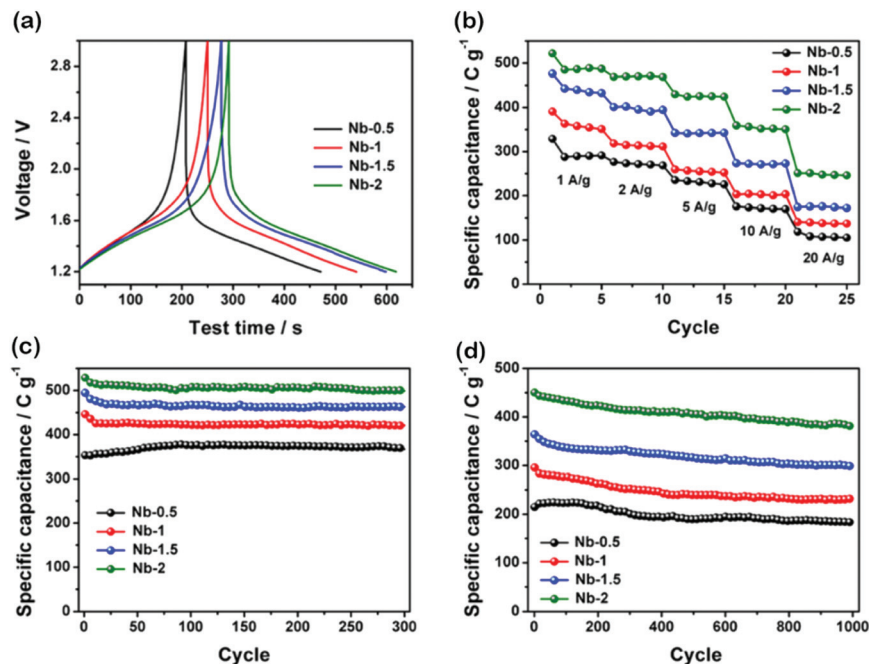 (a)
Voltage / V
2.8
2.4
2.0
1.6
1.2
Nb-0.5
Nb-1
Nb-1.5
Nb-2
0 100 200 300 400 500 600
Test time / s
(b)
Specific capacitance / C g⁻¹
500
400
300
200
100
0
Nb-0.5
Nb-1
Nb-1.5
Nb-2
1 A/g
2 A/g
5 A/g
10 A/g
20 A/g
0 5 10 15 20 25
Cycle
(c)
Specific capacitance / C g⁻¹
500
400
300
200
100
0
Nb-0.5
Nb-1
Nb-1.5
Nb-2
0 50 100 150 200 250 300
Cycle
(d)
Specific capacitance / C g⁻¹
500
400
300
200
100
0
Nb-0.5
Nb-1
Nb-1.5
Nb-2
0 200 400 600 800 1000
Cycle